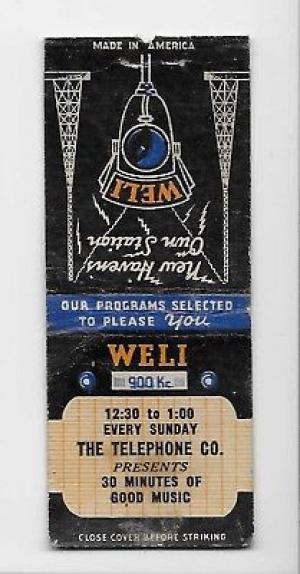 MADE IN AMERICA
WELI
New Havens
Own Station
OUR PROGRAMS SELECTED
TO PLEASE you
WELI
900 Kc
12:30 to 1:00
EVERY SUNDAY
THE TELEPHONE CO.
PRESENTS
30 MINUTES OF
GOOD MUSIC
CLOSE COVER BEFORE STRIKING